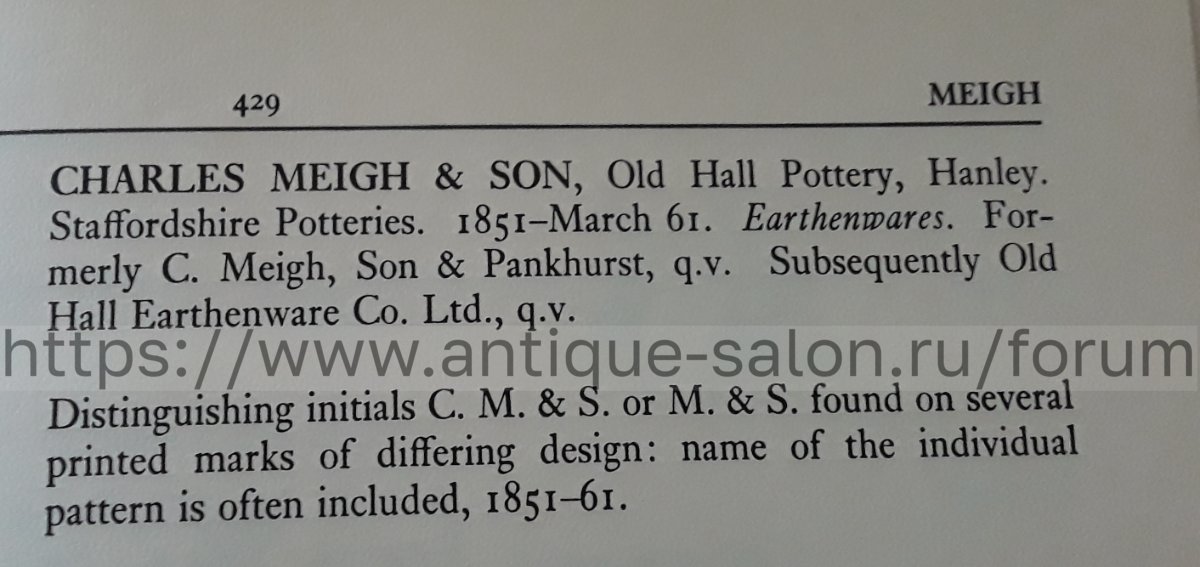 429 MEIGH
CHARLES MEIGH & SON, Old Hall Pottery, Hanley.
Staffordshire Potteries. 1851–March 61. Earthenwares. For-
merly C. Meigh, Son & Pankhurst, q.v. Subsequently Old
Hall Earthenware Co. Ltd., q.v.
https://www.antique-salon.ru/forum
Distinguishing initials C. M. & S. or M. & S. found on several
printed marks of differing design: name of the individual
pattern is often included, 1851–61.